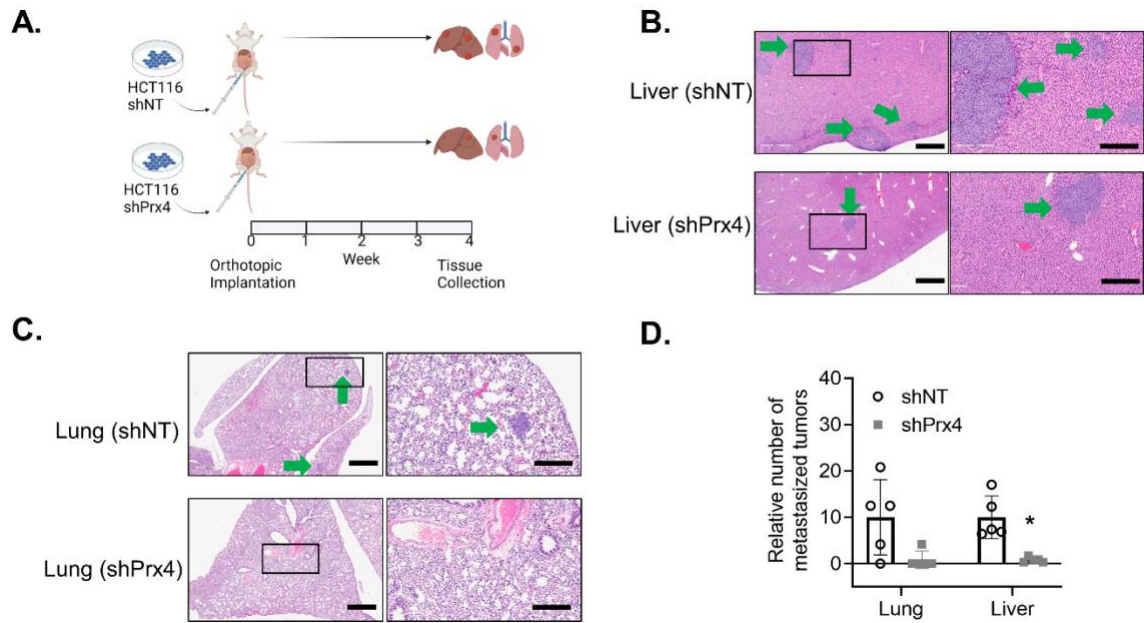 A.
HCT116
shNT
HCT116
shPrx4
0 1 2 3 4
Week
Orthotopic
Implantation
Tissue
Collection
B.
Liver (shNT)
Liver (shPrx4)
C.
Lung (shNT)
Lung (shPrx4)
D.
Relative number of
metastasized tumors
40
30
20
10
0
shNT
shPrx4
*
Lung
Liver